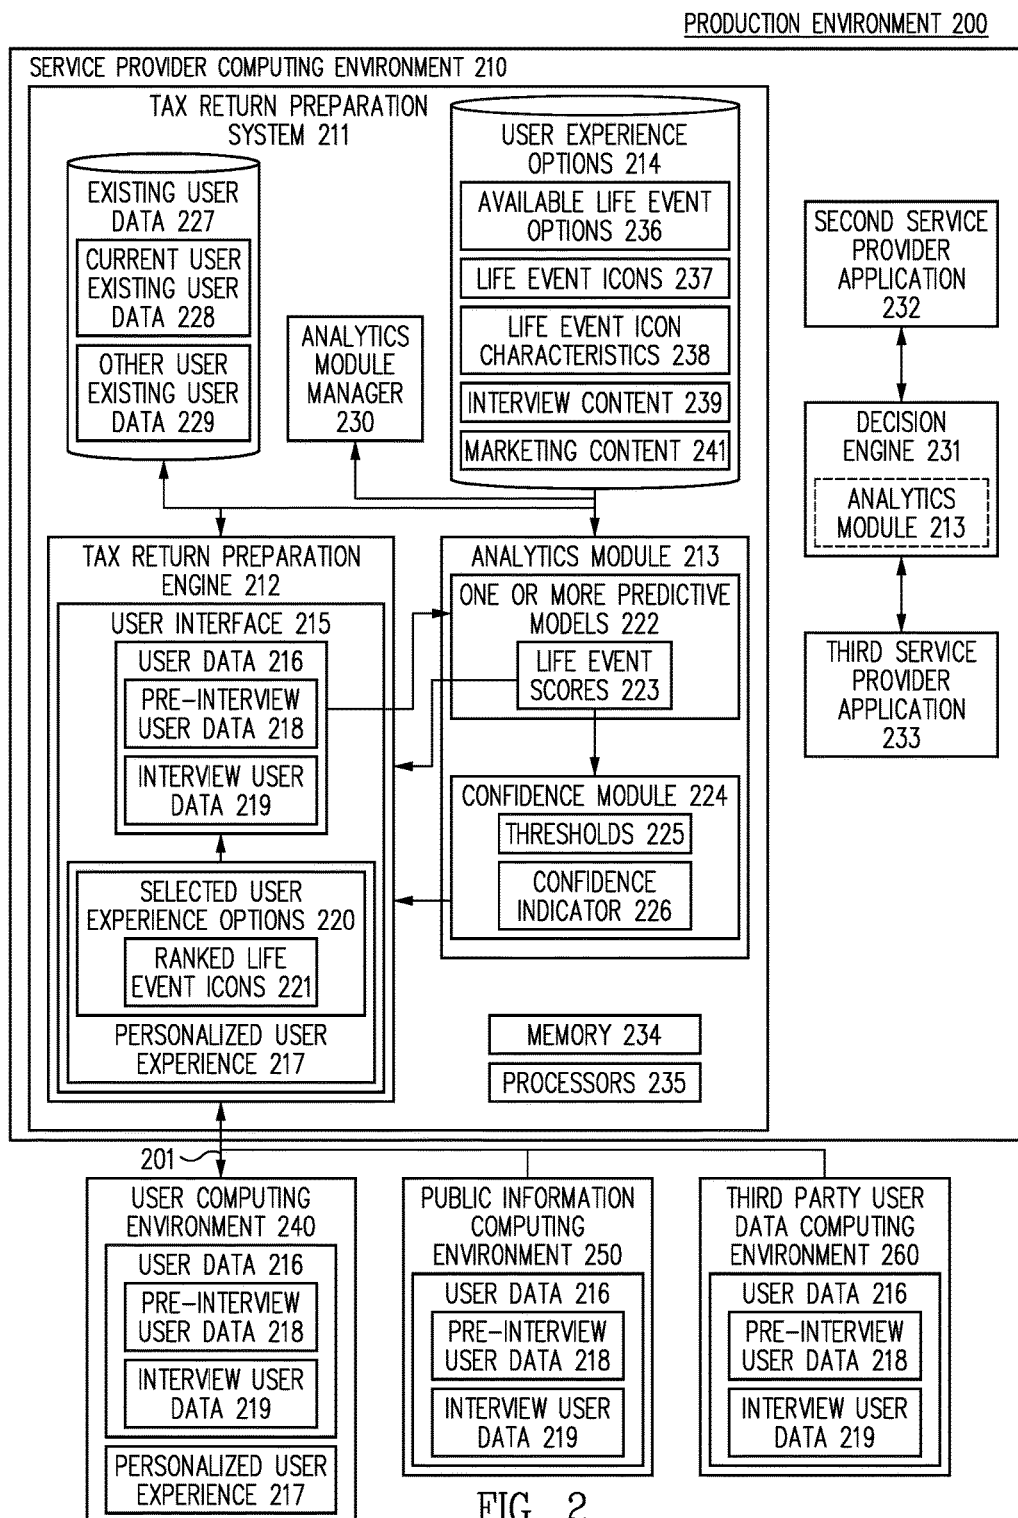 PRODUCTION ENVIRONMENT 200
SERVICE PROVIDER COMPUTING ENVIRONMENT 210
TAX RETURN PREPARATION
SYSTEM 211
EXISTING USER
DATA 227
CURRENT USER
EXISTING USER
DATA 228
OTHER USER
EXISTING USER
DATA 229
ANALYTICS
MODULE
MANAGER
230
USER EXPERIENCE
OPTIONS 214
AVAILABLE LIFE EVENT
OPTIONS 236
LIFE EVENT ICONS 237
LIFE EVENT ICON
CHARACTERISTICS 238
INTERVIEW CONTENT 239
MARKETING CONTENT 241
SECOND SERVICE
PROVIDER
APPLICATION
232
DECISION
ENGINE 231
ANALYTICS
MODULE 213
THIRD SERVICE
PROVIDER
APPLICATION
233
TAX RETURN PREPARATION
ENGINE 212
USER INTERFACE 215
USER DATA 216
PRE-INTERVIEW
USER DATA 218
INTERVIEW USER
DATA 219
SELECTED USER
EXPERIENCE OPTIONS 220
RANKED LIFE
EVENT ICONS 221
PERSONALIZED USER
EXPERIENCE 217
ANALYTICS MODULE 213
ONE OR MORE PREDICTIVE
MODELS 222
LIFE EVENT
SCORES 223
CONFIDENCE MODULE 224
THRESHOLDS 225
CONFIDENCE
INDICATOR 226
MEMORY 234
PROCESSORS 235
201
USER COMPUTING
ENVIRONMENT 240
USER DATA 216
PRE-INTERVIEW
USER DATA 218
INTERVIEW USER
DATA 219
PERSONALIZED USER
EXPERIENCE 217
PUBLIC INFORMATION
COMPUTING
ENVIRONMENT 250
USER DATA 216
PRE-INTERVIEW
USER DATA 218
INTERVIEW USER
DATA 219
THIRD PARTY USER
DATA COMPUTING
ENVIRONMENT 260
USER DATA 216
PRE-INTERVIEW
USER DATA 218
INTERVIEW USER
DATA 219
FIG. 2